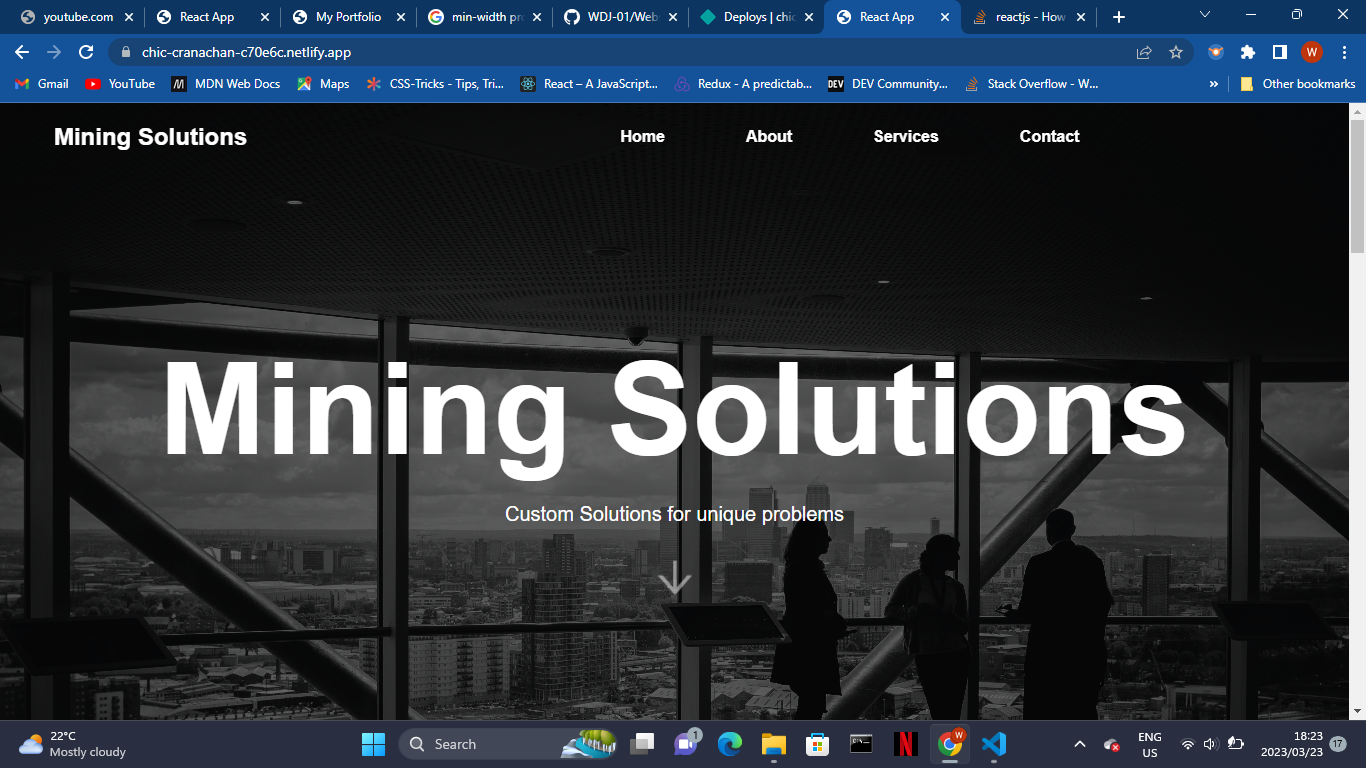 youtube.com
React App
My Portfolio
min-width pr
WDJ-01/Web
Deploys | chic
React App
reactjs - How
chic-cranachan-c70e6c.netlify.app
W
Gmail
YouTube
MDN Web Docs
Maps
CSS-Tricks - Tips, Tri...
React – A JavaScript...
Redux - A predictab...
DEV
DEV Community...
Stack Overflow - W...
»
Other bookmarks
Mining Solutions
Home
About
Services
Contact
Mining Solutions
Custom Solutions for unique problems
22°C
Mostly cloudy
Search
1
N
W
ENG
US
18:23
2023/03/23
17